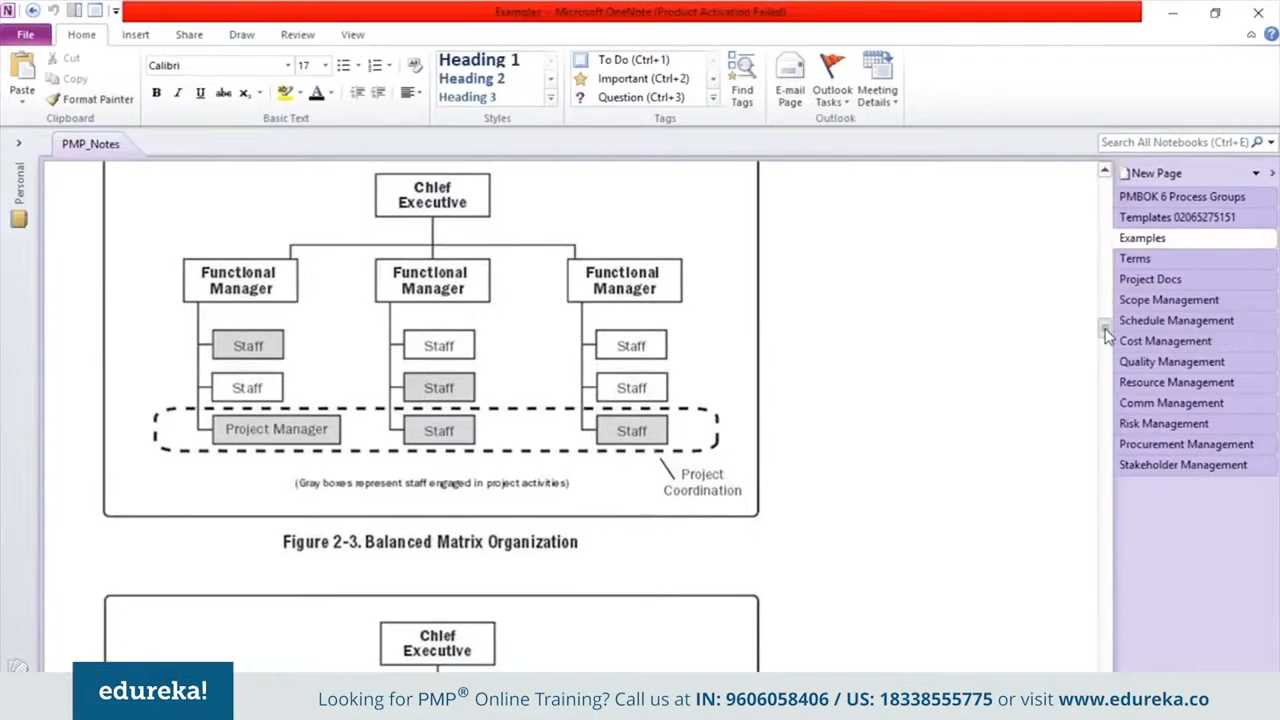 Examples - Microsoft OneNote (Product Activation Failed)
File Home Insert Share Draw Review View
Paste
Cut
Copy
Format Painter
Clipboard
Calibri 17
B I U abc X₂ A
Basic Text
Heading 1
Heading 2
Heading 3
Styles
To Do (Ctrl+1)
Important (Ctrl+2)
Question (Ctrl+3)
Tags
Find
Tags
E-mail
Page
Outlook
Tasks
Meeting
Details
Outlook
PMP_Notes
Search All Notebooks (Ctrl+E)
Personal
Chief
Executive
Functional
Manager
Functional
Manager
Functional
Manager
Staff Staff Staff
Staff Staff Staff
Project Manager Staff Staff
(Gray boxes represent staff engaged in project activities)
Project
Coordination
Figure 2-3. Balanced Matrix Organization
Chief
Executive
New Page
PMBOK 6 Process Groups
Templates 02065275151
Examples
Terms
Project Docs
Scope Management
Schedule Management
Cost Management
Quality Management
Resource Management
Comm Management
Risk Management
Procurement Management
Stakeholder Management
edureka!
Looking for PMP® Online Training? Call us at IN: 9606058406 / US: 18338555775 or visit www.edureka.co